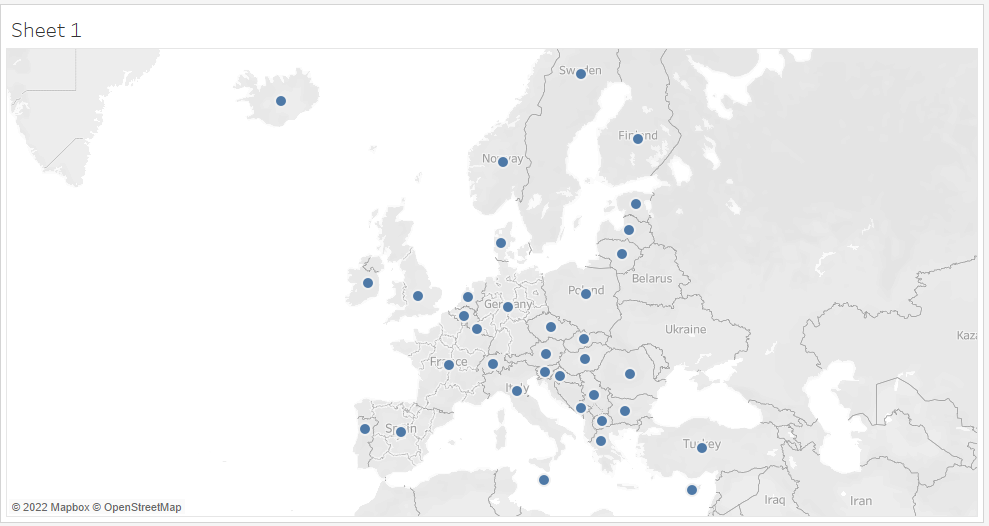 Sheet 1
Sweden
Finland
Norway
Belarus
Poland
Germany
Ukraine
Kaza
France
Italy
Spain
Turkey
Iraq
Iran
© 2022 Mapbox © OpenStreetMap